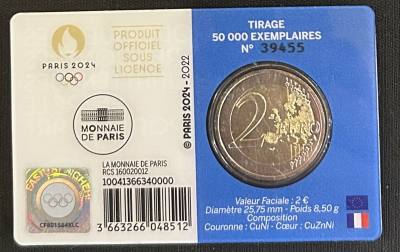 PARIS 2024
PRODUIT
OFFICIEL SOUS
LICENCE
TIRAGE
50 000 EXEMPLAIRES
N° 39455
MONNAIE
DE PARIS
© PARIS 2024 - 2022
2 EURO
LA MONNAIE DE PARIS
RCS 160020012
10041366340000
3 663266 048512
Valeur Faciale : 2 €
Diamètre 25,75 mm - Poids 8,50 g
Composition
Couronne : CuNi - Cœur : CuZnNi